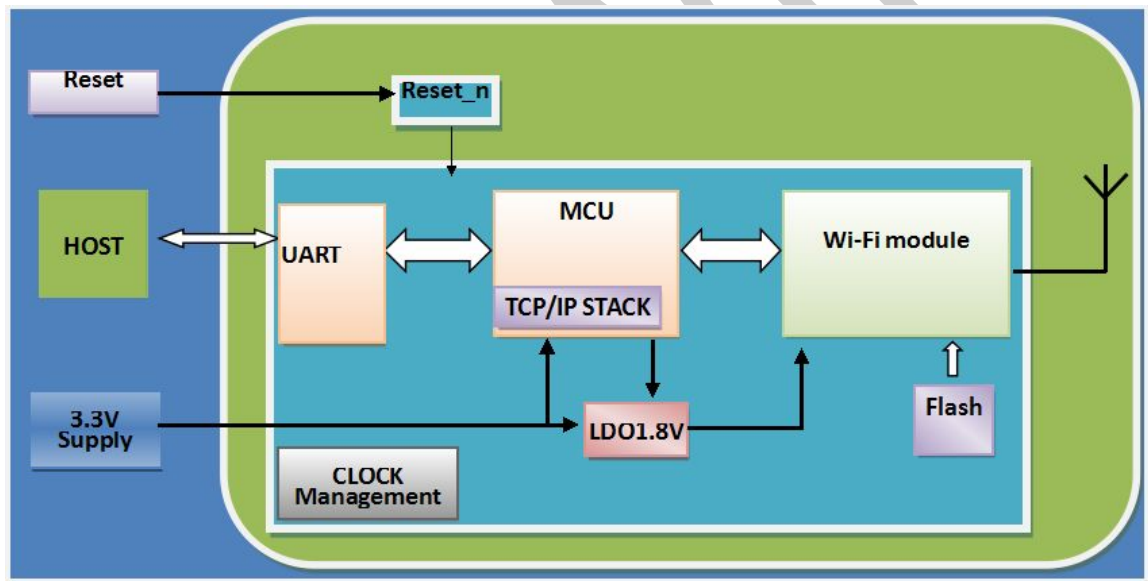 Reset
Reset_n
MCU
HOST
UART
Wi-Fi module
TCP/IP STACK
3.3V
Supply
LDO1.8V
Flash
CLOCK
Management